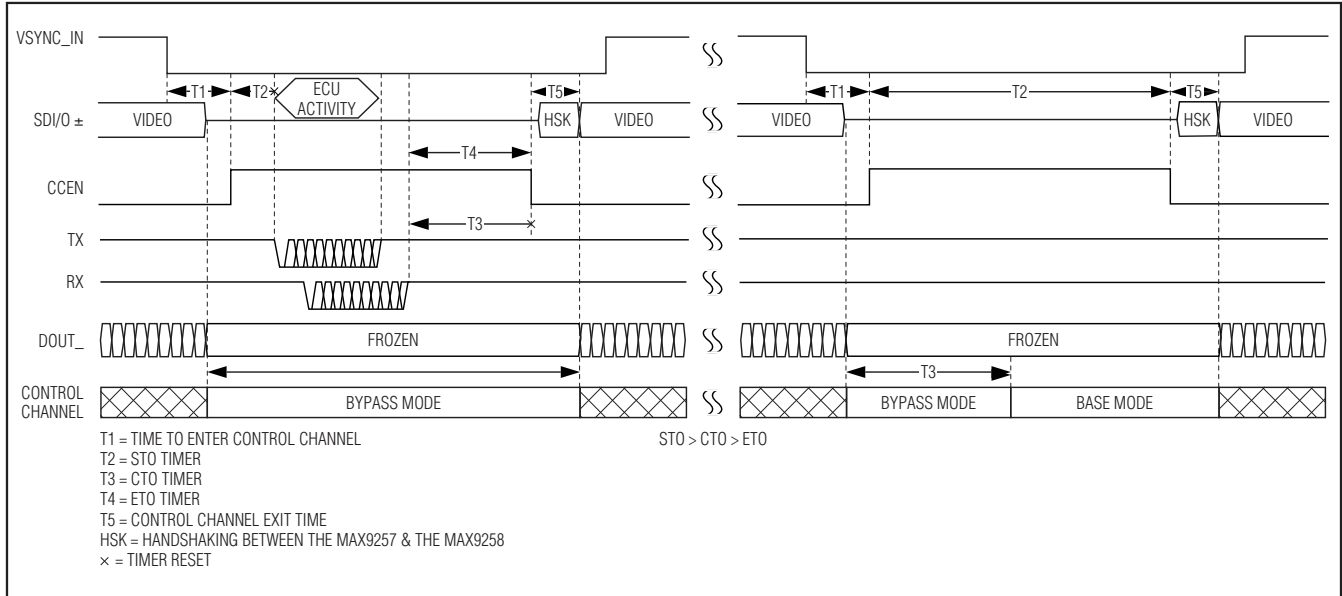 VSYNC_IN
T1 T2 ECU ACTIVITY T5 T1 T2 T5
SDI/O ± VIDEO HSK VIDEO VIDEO HSK VIDEO
T4
CCEN
T3
TX
RX
DOUT_ FROZEN FROZEN
T3
CONTROL CHANNEL BYPASS MODE BYPASS MODE BASE MODE
T1 = TIME TO ENTER CONTROL CHANNEL STO > CTO > ETO
T2 = STO TIMER
T3 = CTO TIMER
T4 = ETO TIMER
T5 = CONTROL CHANNEL EXIT TIME
HSK = HANDSHAKING BETWEEN THE MAX9257 & THE MAX9258
× = TIMER RESET